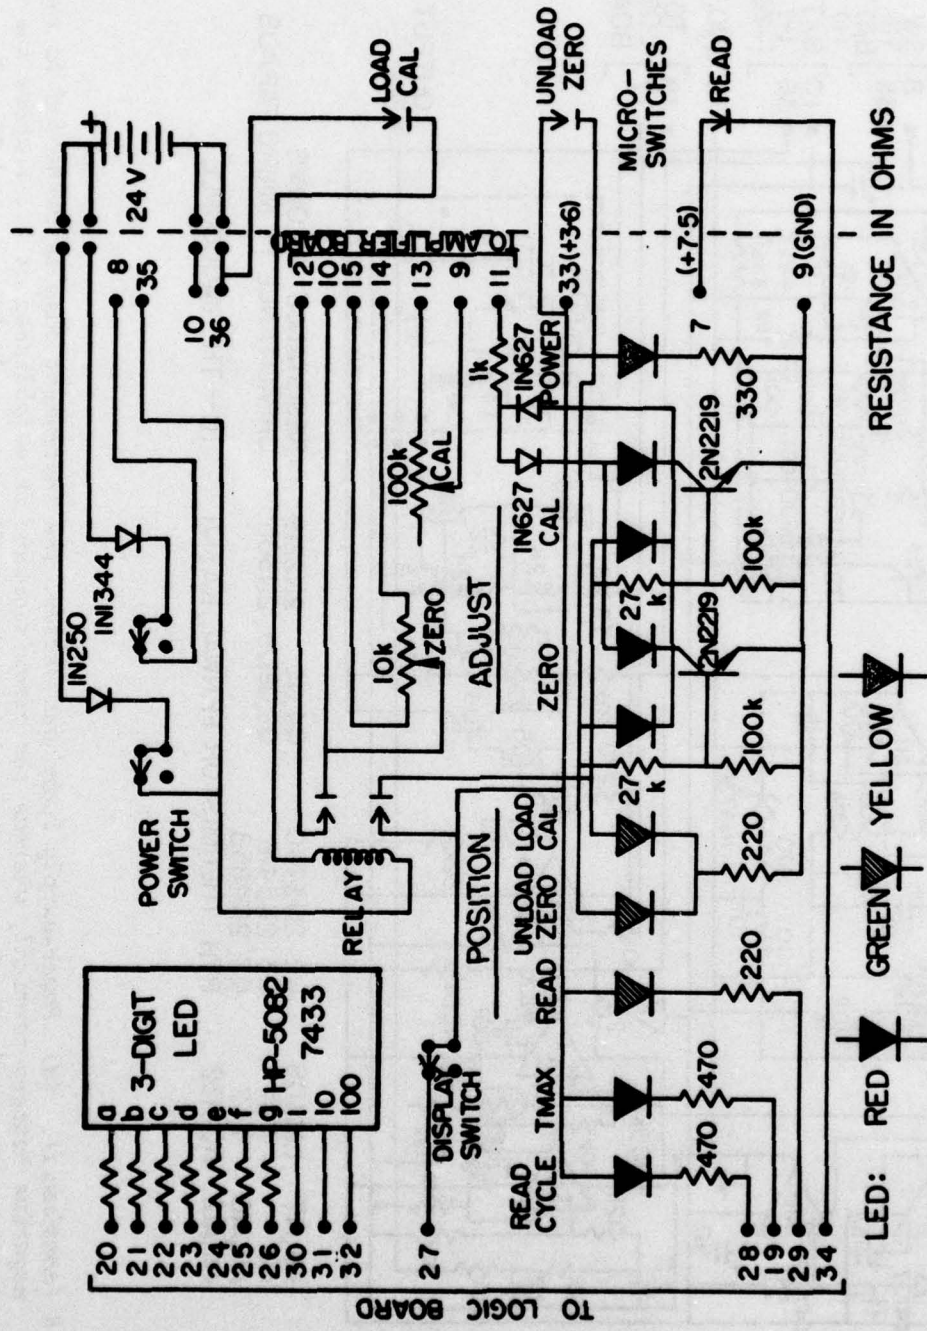 TO LOGIC BOARD
20
21
22
23
24
25
26
30
31
32
27
28
19
29
34
a
b
c
d
e
f
g
1
10
100
3-DIGIT
LED
HP-5082
7433
POWER
SWITCH
IN250
IN1344
24V
+
8
35
10
36
LOAD
CAL
RELAY
TO AMPLIFIER BOARD
12
10
15
14
13
9
11
10k
ZERO
100k
CAL
1k
IN627
POWER
IN627
CAL
ADJUST
ZERO
POSITION
UNLOAD
ZERO
LOAD
CAL
READ
DISPLAY
SWITCH
READ
CYCLE
TMAX
UNLOAD
ZERO
33(+3·6)
MICRO-
SWITCHES
READ
(+7·5)
7
9(GND)
470
470
220
220
27
k
100k
2N2219
27
k
100k
2N2219
330
LED:
RED
GREEN
YELLOW
RESISTANCE IN OHMS